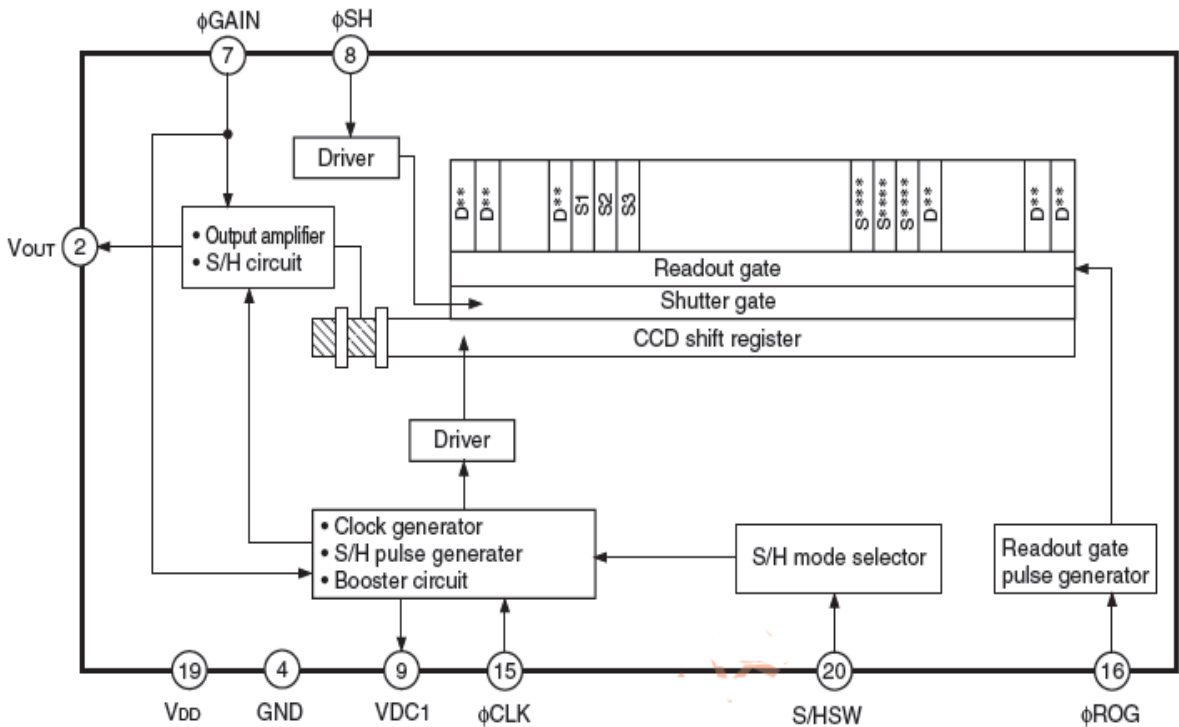 φGAIN
φSH
7
8
Driver
D** D** D** S1 S2 S3 S**** S**** S**** D** D** D**
VOUT 2
• Output amplifier
• S/H circuit
Readout gate
Shutter gate
CCD shift register
Driver
• Clock generator
• S/H pulse generater
• Booster circuit
S/H mode selector
Readout gate
pulse generator
19
4
9
15
20
16
VDD
GND
VDC1
φCLK
S/HSW
φROG